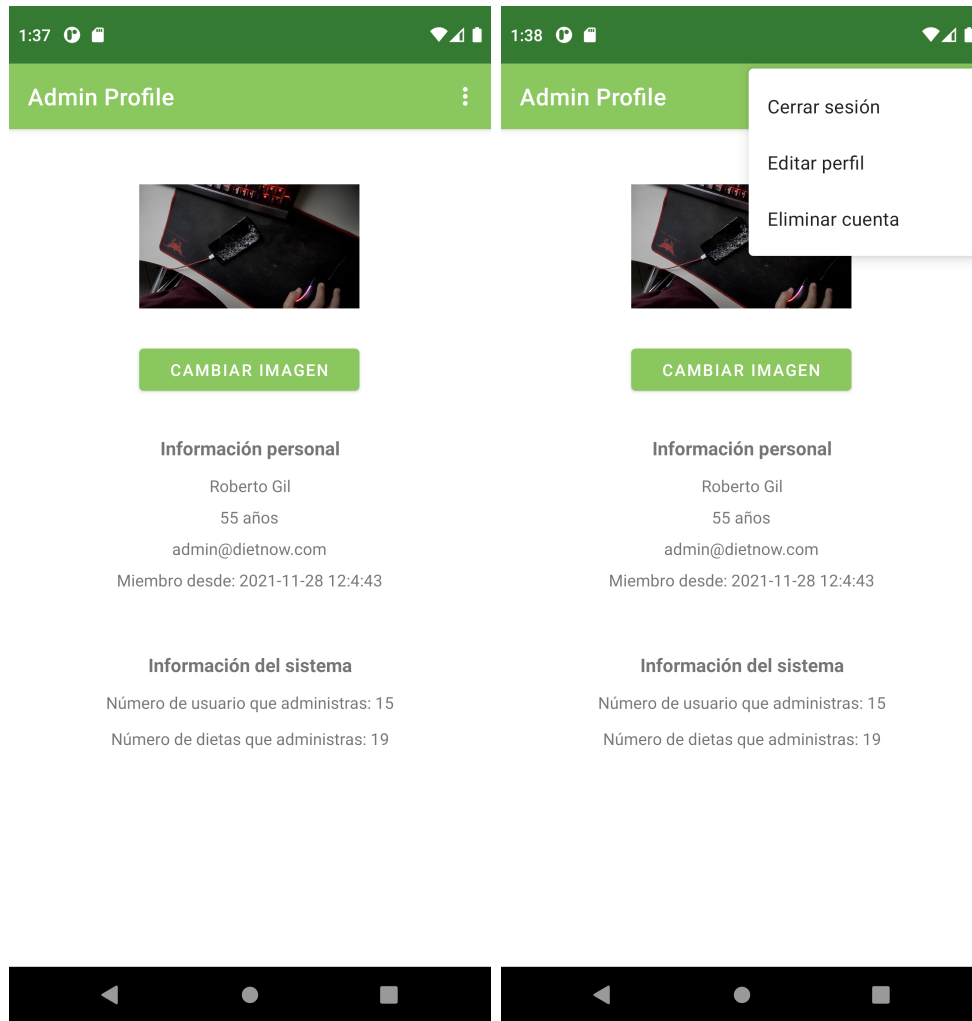 1:37
Admin Profile
CAMBIAR IMAGEN
Información personal
Roberto Gil
55 años
admin@dietnow.com
Miembro desde: 2021-11-28 12:4:43
Información del sistema
Número de usuario que administras: 15
Número de dietas que administras: 19
1:38
Admin Profile
Cerrar sesión
Editar perfil
Eliminar cuenta
CAMBIAR IMAGEN
Información personal
Roberto Gil
55 años
admin@dietnow.com
Miembro desde: 2021-11-28 12:4:43
Información del sistema
Número de usuario que administras: 15
Número de dietas que administras: 19